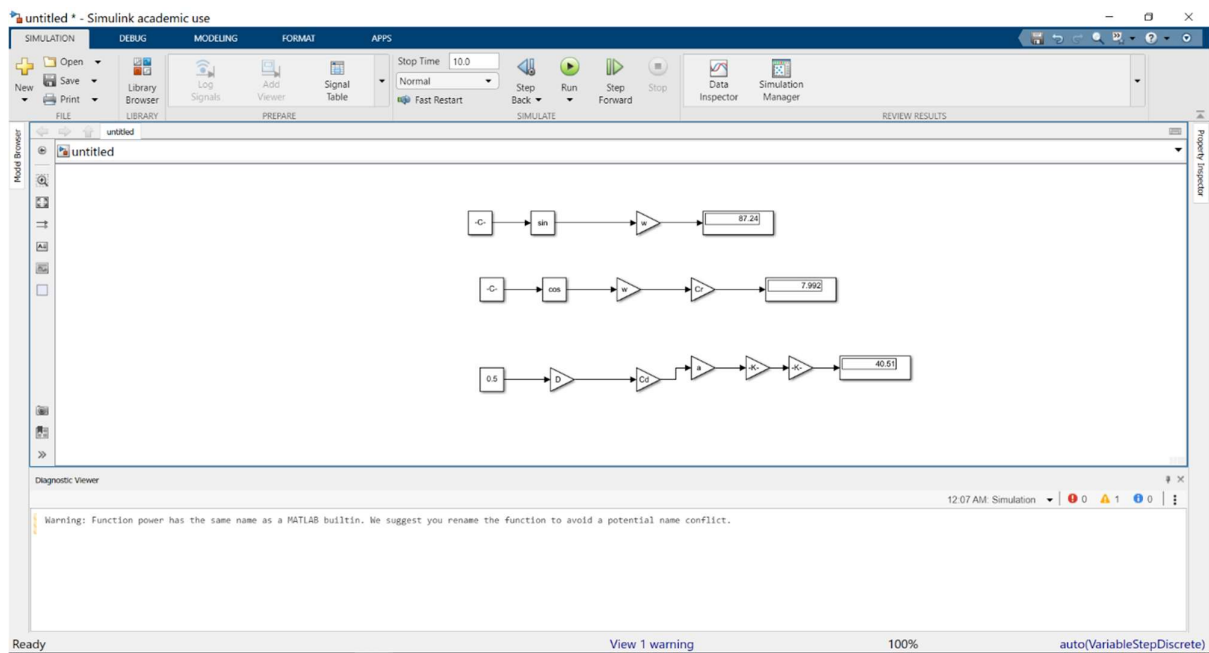 untitled * - Simulink academic use
SIMULATION DEBUG MODELING FORMAT APPS
New
Open
Save
Print
FILE
Library Browser
LIBRARY
Log Signals
Add Viewer
Signal Table
PREPARE
Stop Time 10.0
Normal
Fast Restart
Step Back
Run
Step Forward
Stop
SIMULATE
Data Inspector
Simulation Manager
REVIEW RESULTS
Model Browser
untitled
untitled
Property Inspector
-C- sin w 87.24
-C- cos w Cr 7.992
0.5 D Cd a -K- -K- 40.51
Diagnostic Viewer
12:07 AM: Simulation 0 1 0
Warning: Function power has the same name as a MATLAB builtin. We suggest you rename the function to avoid a potential name conflict.
Ready View 1 warning 100% auto(VariableStepDiscrete)